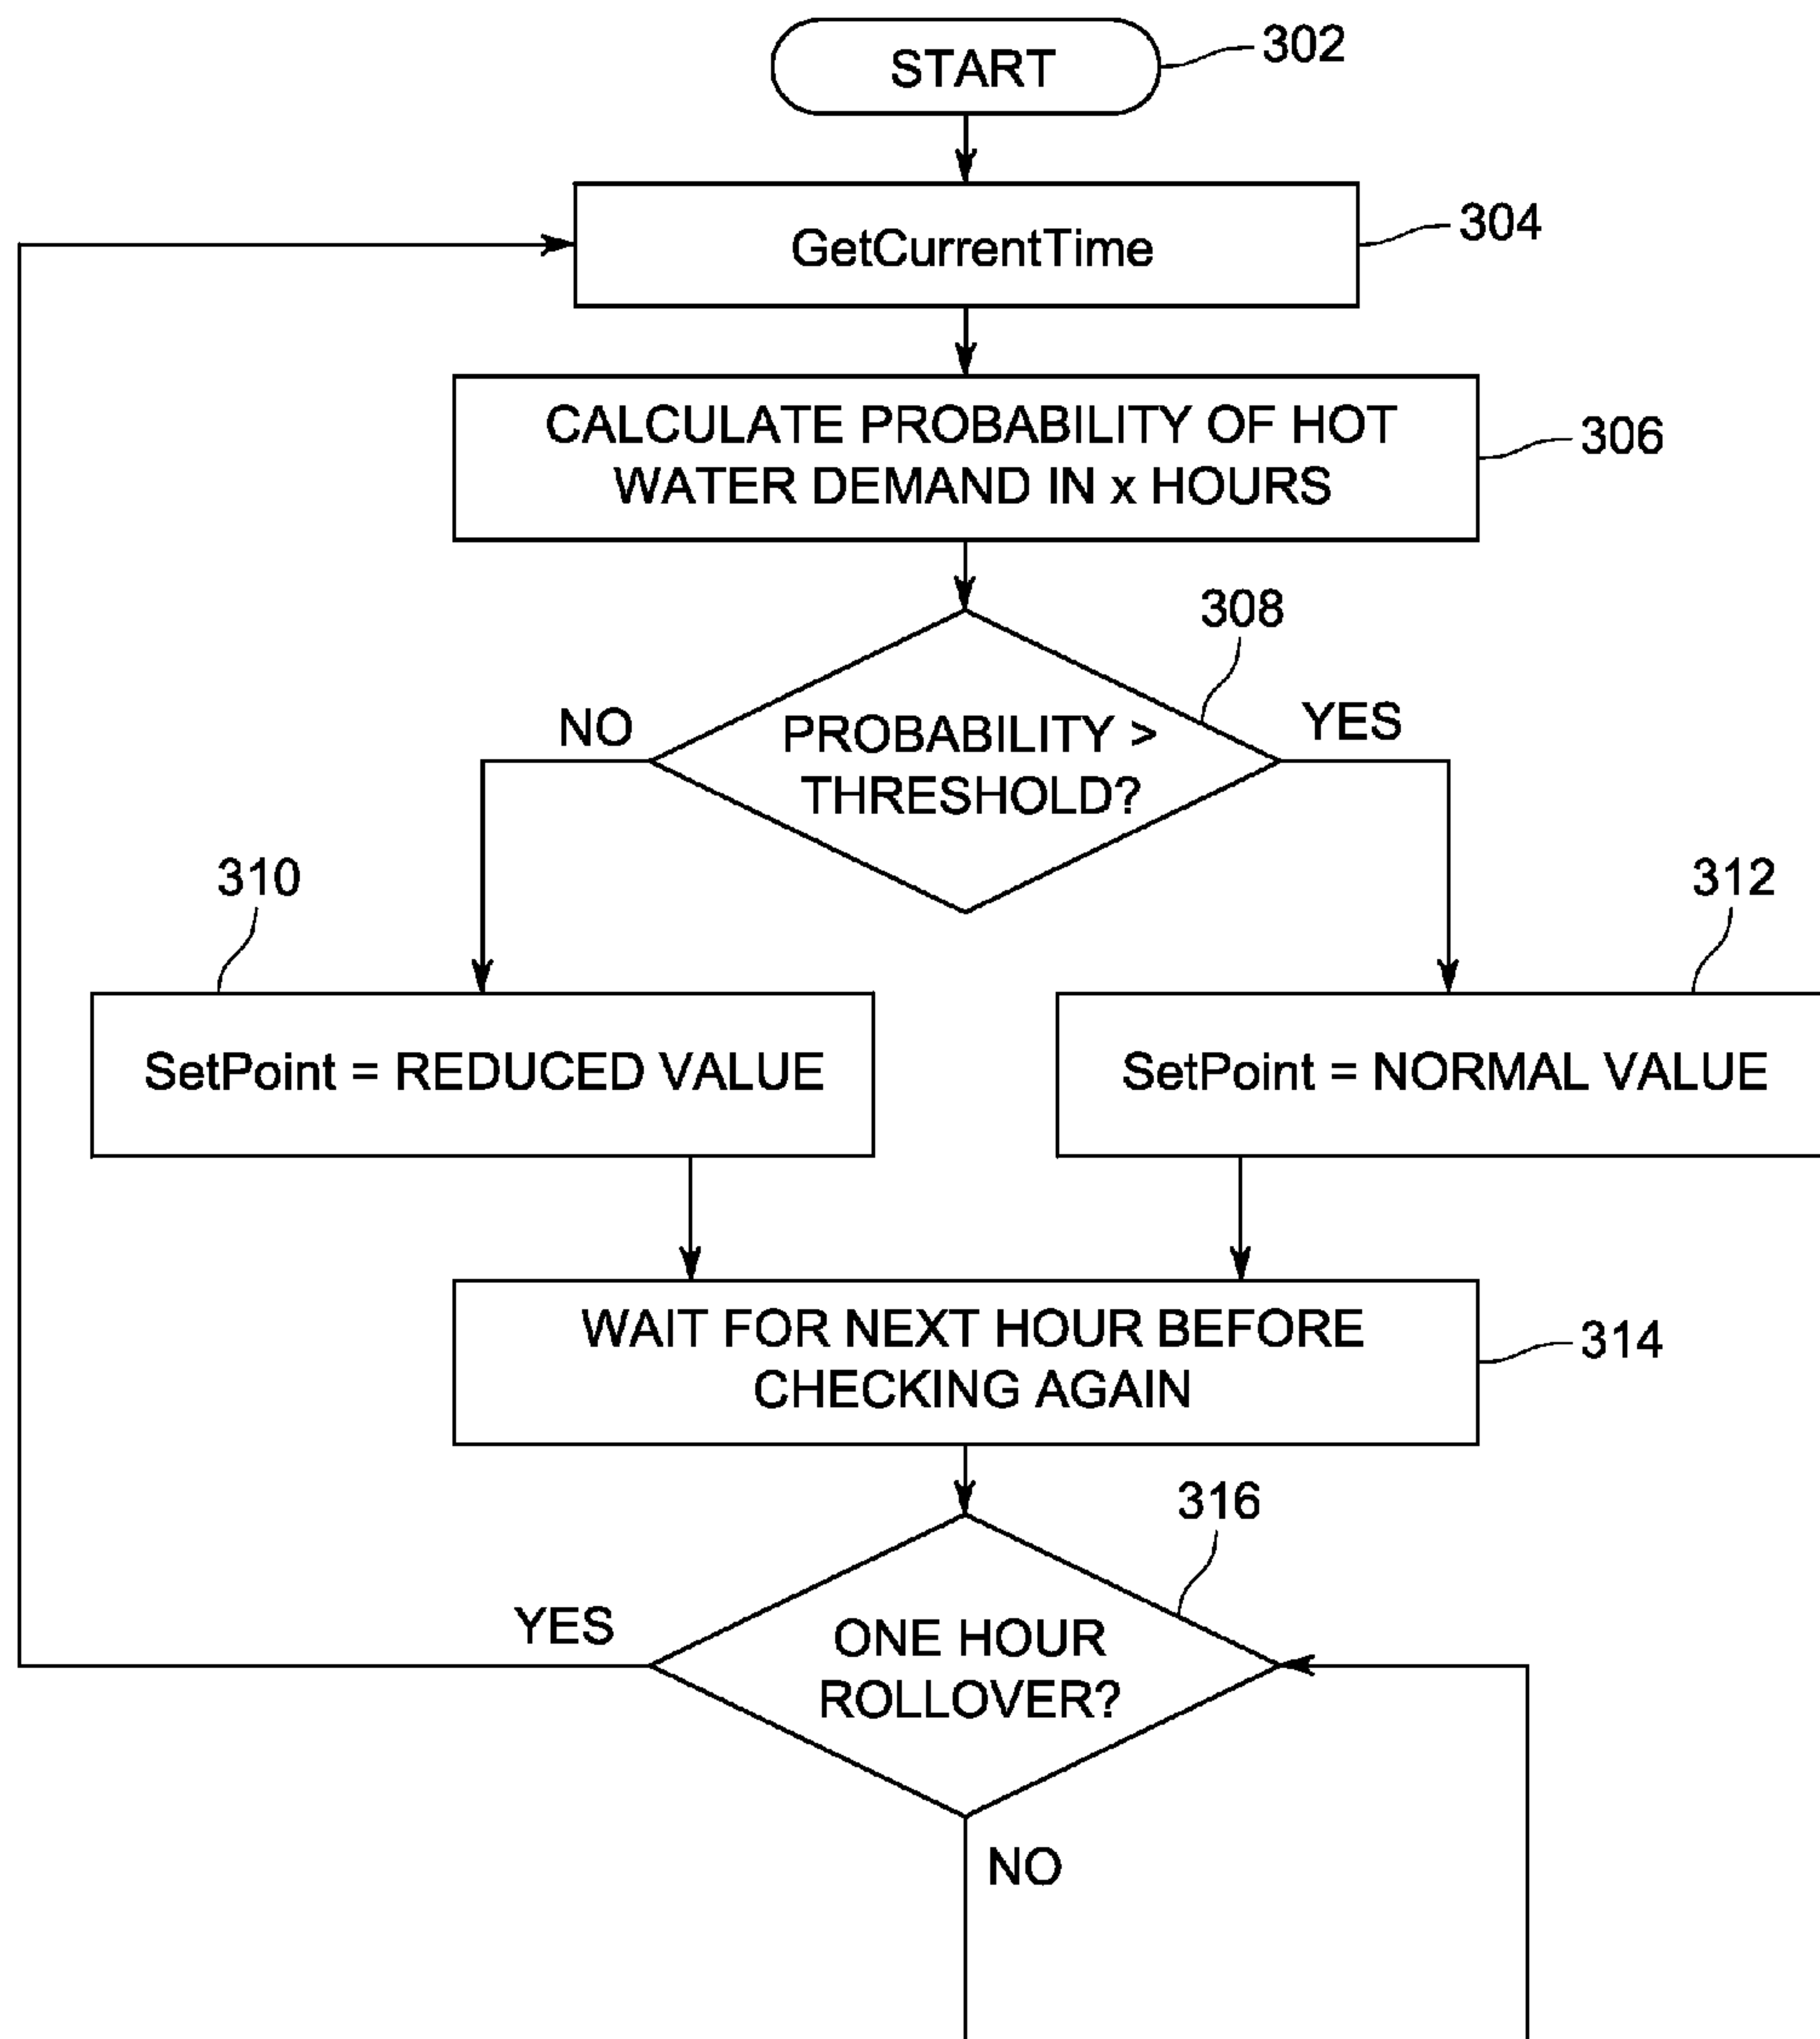 START
302
GetCurrentTime
304
CALCULATE PROBABILITY OF HOT
WATER DEMAND IN x HOURS
306
308
NO
PROBABILITY >
THRESHOLD?
YES
310
312
SetPoint = REDUCED VALUE
SetPoint = NORMAL VALUE
WAIT FOR NEXT HOUR BEFORE
CHECKING AGAIN
314
316
YES
ONE HOUR
ROLLOVER?
NO